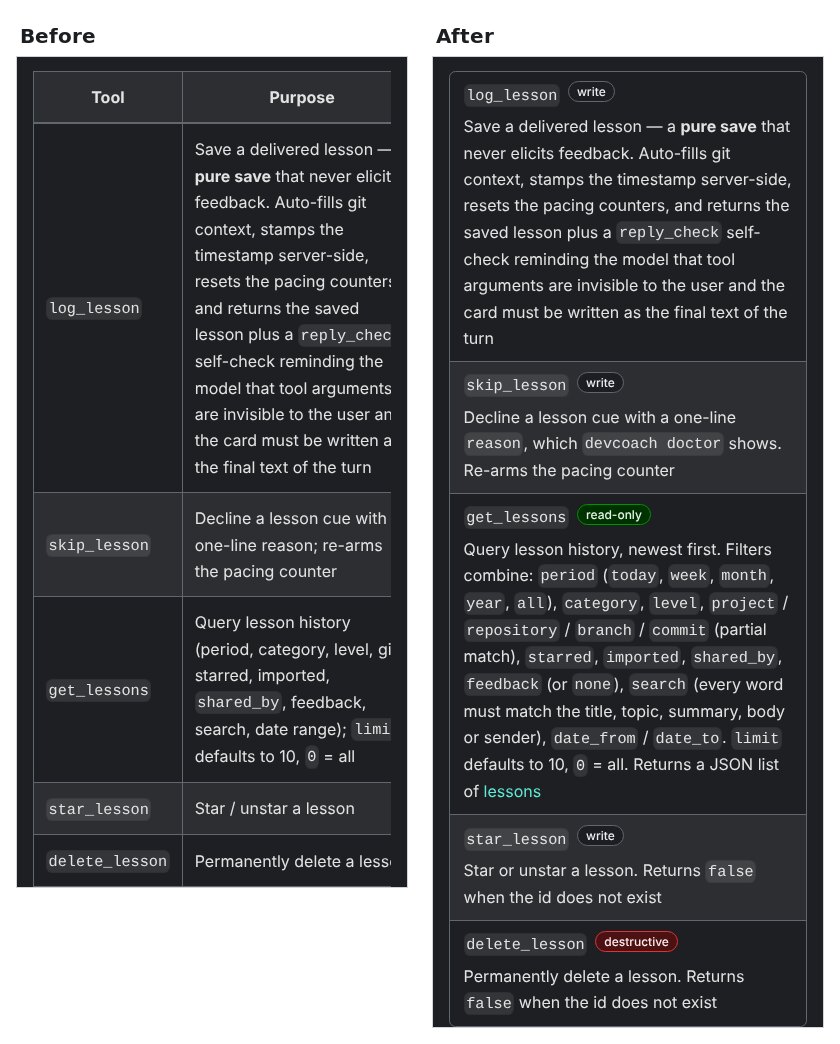 Before
Tool Purpose
log_lesson
Save a delivered lesson —
pure save that never elicit
feedback. Auto-fills git
context, stamps the
timestamp server-side,
resets the pacing counters
and returns the saved
lesson plus a reply_chec
self-check reminding the
model that tool arguments
are invisible to the user an
the card must be written a
the final text of the turn
skip_lesson
Decline a lesson cue with
one-line reason; re-arms
the pacing counter
get_lessons
Query lesson history
(period, category, level, gi
starred, imported,
shared_by, feedback,
search, date range); limi
defaults to 10, 0 = all
star_lesson Star / unstar a lesson
delete_lesson Permanently delete a less
After
log_lesson write
Save a delivered lesson — a pure save that
never elicits feedback. Auto-fills git
context, stamps the timestamp server-side,
resets the pacing counters, and returns the
saved lesson plus a reply_check self-
check reminding the model that tool
arguments are invisible to the user and the
card must be written as the final text of the
turn
skip_lesson write
Decline a lesson cue with a one-line
reason, which devcoach doctor shows.
Re-arms the pacing counter
get_lessons read-only
Query lesson history, newest first. Filters
combine: period (today, week, month,
year, all), category, level, project /
repository / branch / commit (partial
match), starred, imported, shared_by,
feedback (or none), search (every word
must match the title, topic, summary, body
or sender), date_from / date_to. limit
defaults to 10, 0 = all. Returns a JSON list
of lessons
star_lesson write
Star or unstar a lesson. Returns false
when the id does not exist
delete_lesson destructive
Permanently delete a lesson. Returns
false when the id does not exist